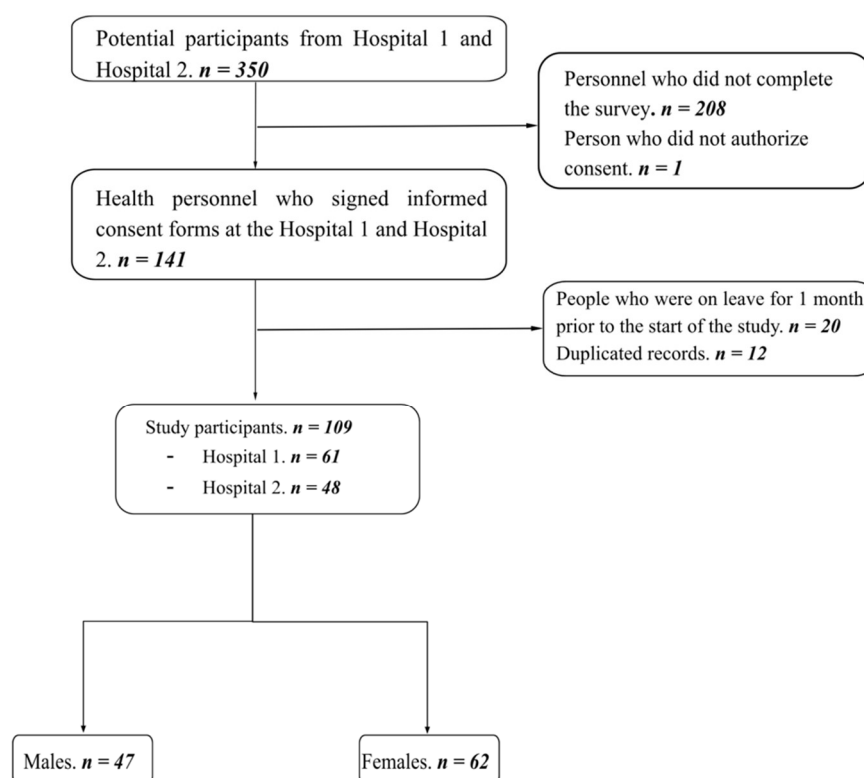 Potential participants from Hospital 1 and
Hospital 2. n = 350
Personnel who did not complete
the survey. n = 208
Person who did not authorize
consent. n = 1
Health personnel who signed informed
consent forms at the Hospital 1 and Hospital
2. n = 141
People who were on leave for 1 month
prior to the start of the study. n = 20
Duplicated records. n = 12
Study participants. n = 109
- Hospital 1. n = 61
- Hospital 2. n = 48
Males. n = 47
Females. n = 62